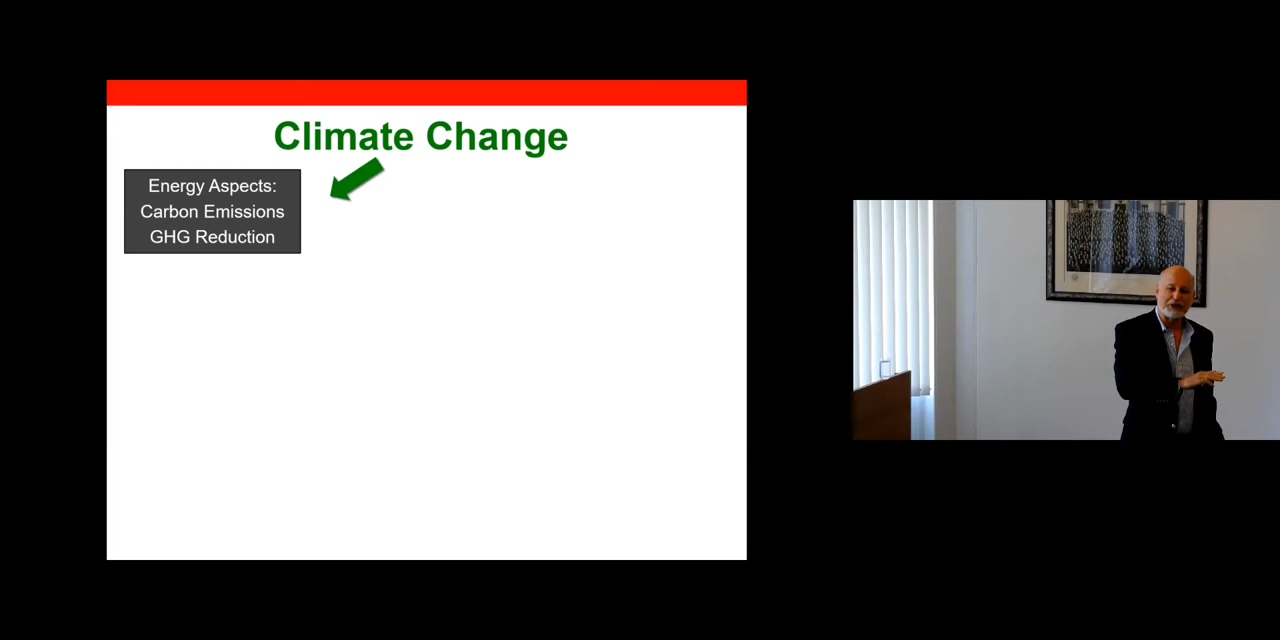 Climate Change
Energy Aspects:
Carbon Emissions
GHG Reduction